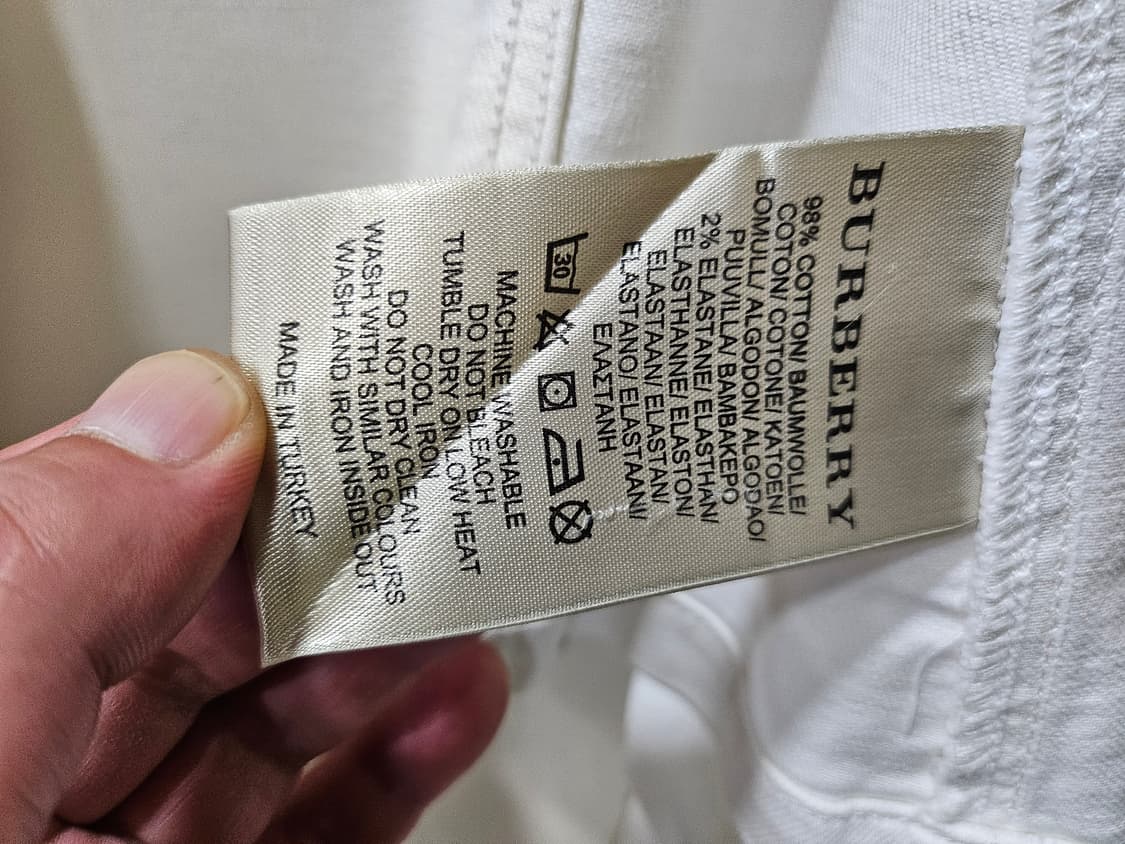 BURBERRY
98% COTTON/ BAUMWOLLE/
COTON/ COTONE/ KATOEN/
BOMULL/ ALGODON/ ALGODAO/
PUUVILLA/ ΒΑΜΒΑΚΕΡΟ
2% ELASTANE/ ELASTHAN/
ELASTHANNE/ ELASTON/
ELASTAAN/ ELASTAN/
ELASTANO/ ELASTAANI/
ΕΛΑΣΤΑΝΗ
30
MACHINE WASHABLE
DO NOT BLEACH
TUMBLE DRY ON LOW HEAT
COOL IRON
DO NOT DRY CLEAN
WASH WITH SIMILAR COLOURS
WASH AND IRON INSIDE OUT
MADE IN TURKEY